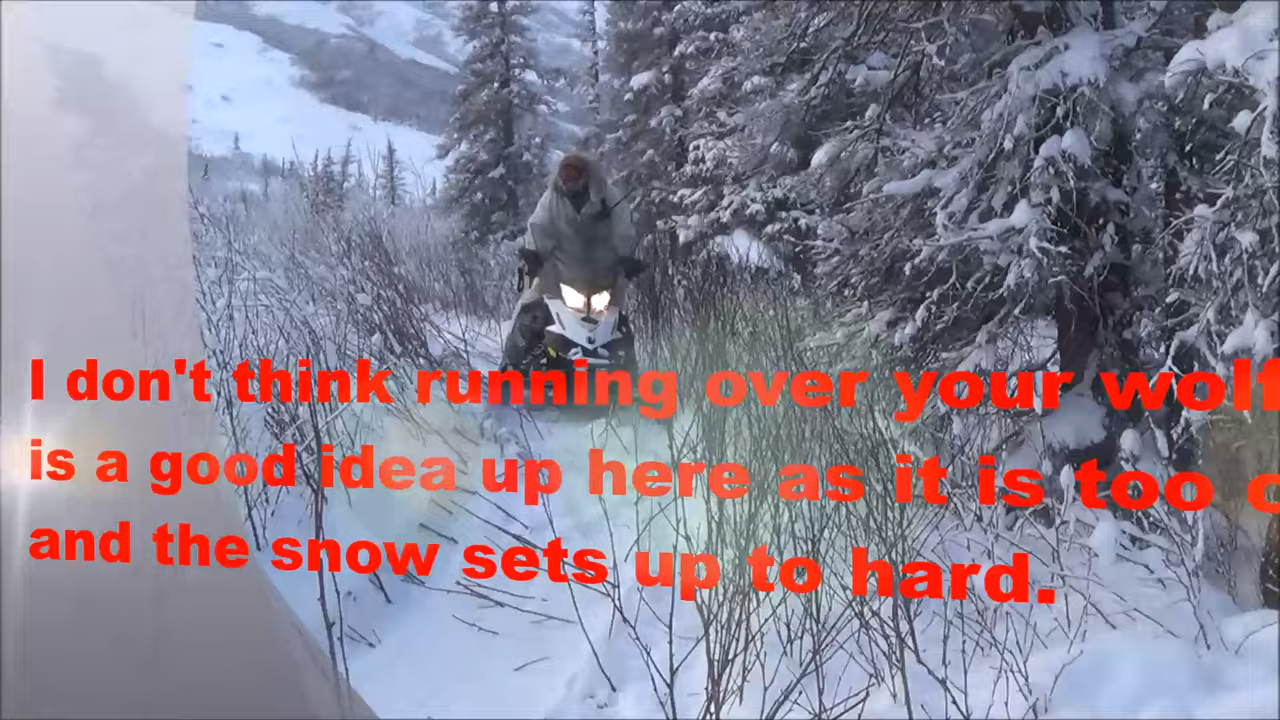 I don't think running over your wolf
is a good idea up here as it is too
and the snow sets up to hard.